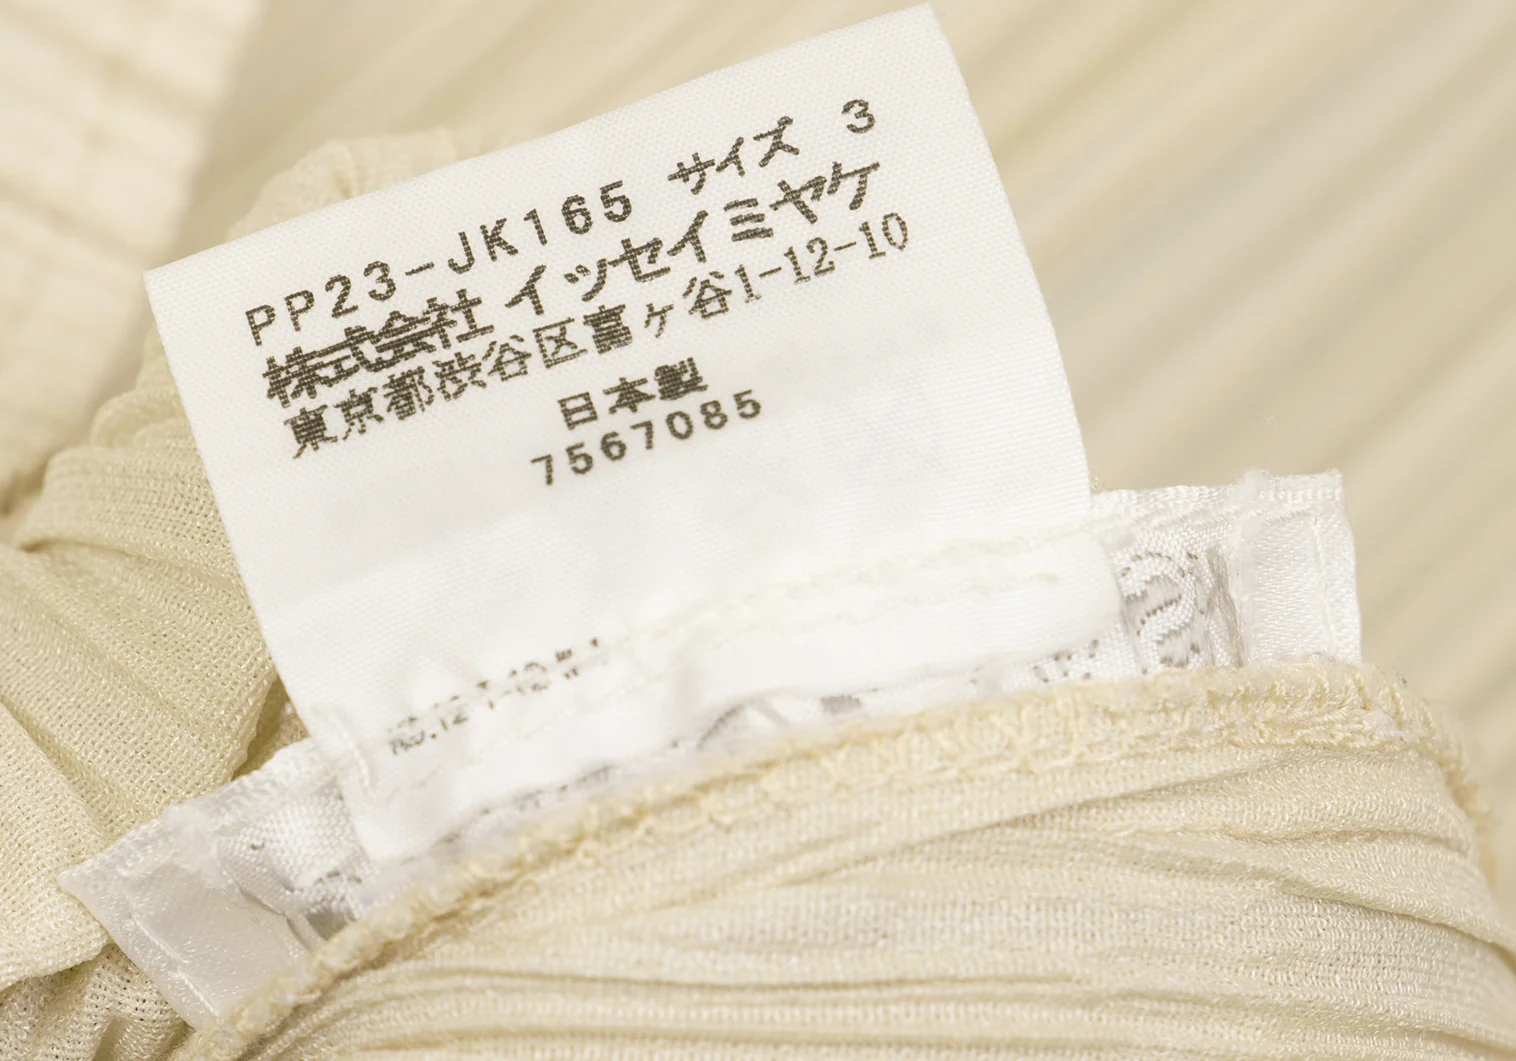 PP23-JK165 サイズ 3
株式会社 イッセイミヤケ
東京都渋谷区富ヶ谷1-12-10
日本製
7567085